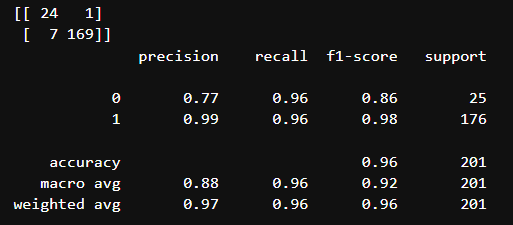 [[ 24 1]
[ 7 169]]
precision recall f1-score support
0 0.77 0.96 0.86 25
1 0.99 0.96 0.98 176
accuracy 0.96 201
macro avg 0.88 0.96 0.92 201
weighted avg 0.97 0.96 0.96 201